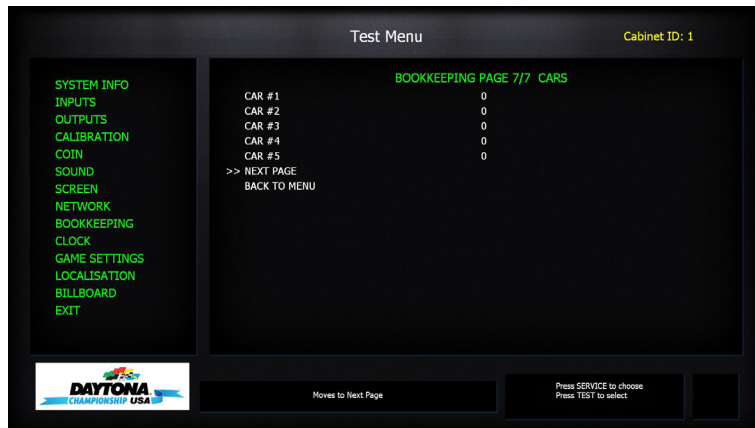 Test Menu
Cabinet ID: 1
SYSTEM INFO
INPUTS
OUTPUTS
CALIBRATION
COIN
SOUND
SCREEN
NETWORK
BOOKKEEPING
CLOCK
GAME SETTINGS
LOCALISATION
BILLBOARD
EXIT
BOOKKEEPING PAGE 7/7 CARS
CAR #1 0
CAR #2 0
CAR #3 0
CAR #4 0
CAR #5 0
>> NEXT PAGE
BACK TO MENU
DAYTONA
CHAMPIONSHIP USA
Moves to Next Page
Press SERVICE to choose
Press TEST to select